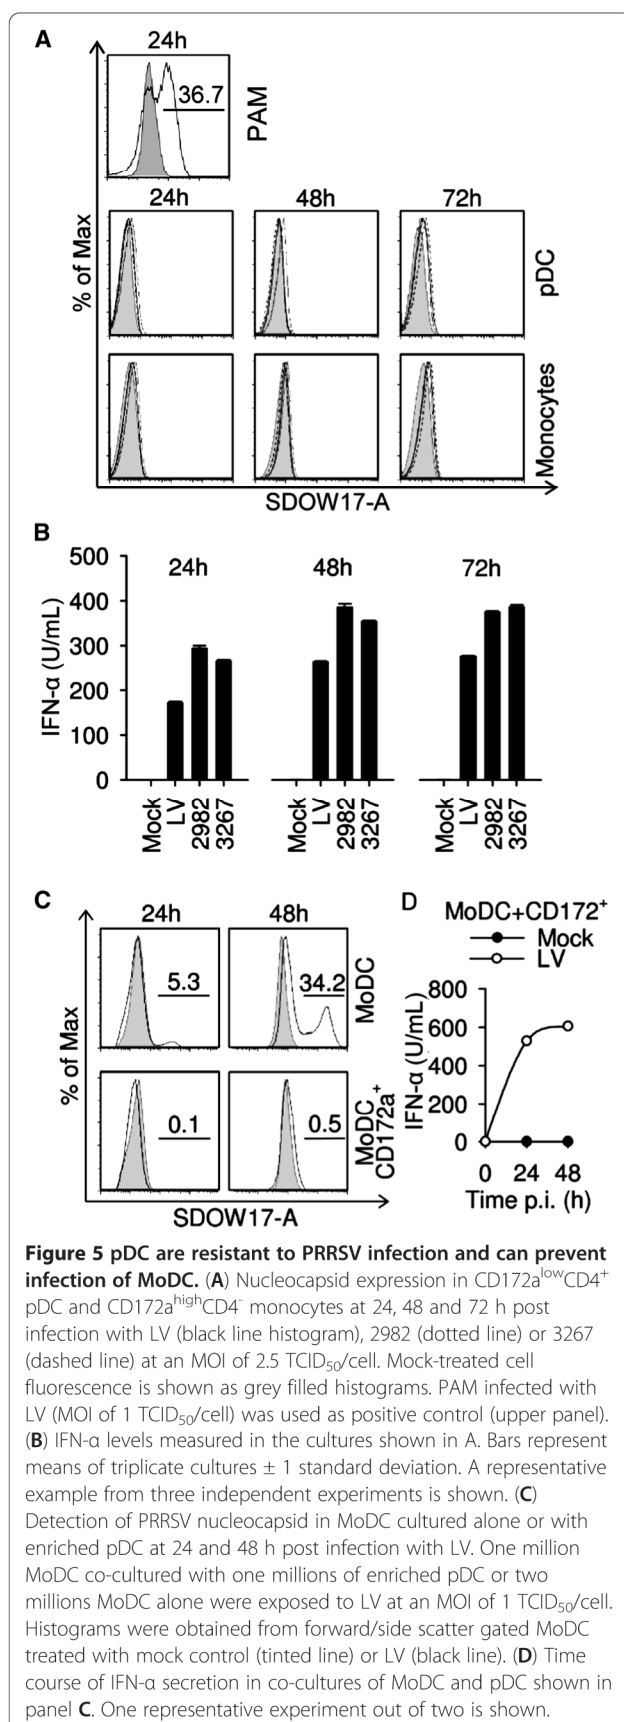 A
24h
36.7
PAM
% of Max
24h
48h
72h
pDC
Monocytes
SDOW17-A
B
IFN-α (U/mL)
500
400
300
200
100
0
24h
48h
72h
Mock
LV
2982
3267
Mock
LV
2982
3267
Mock
LV
2982
3267
C
% of Max
24h
48h
5.3
34.2
MoDC
0.1
0.5
MoDC
CD172a⁺
SDOW17-A
D
MoDC+CD172⁺
Mock
LV
IFN-α (U/mL)
800
600
400
200
0
0 24 48
Time p.i. (h)
Figure 5 pDC are resistant to PRRSV infection and can prevent
infection of MoDC. (A) Nucleocapsid expression in CD172a^lowCD4⁺
pDC and CD172a^highCD4⁻ monocytes at 24, 48 and 72 h post
infection with LV (black line histogram), 2982 (dotted line) or 3267
(dashed line) at an MOI of 2.5 TCID₅₀/cell. Mock-treated cell
fluorescence is shown as grey filled histograms. PAM infected with
LV (MOI of 1 TCID₅₀/cell) was used as positive control (upper panel).
(B) IFN-α levels measured in the cultures shown in A. Bars represent
means of triplicate cultures ± 1 standard deviation. A representative
example from three independent experiments is shown. (C)
Detection of PRRSV nucleocapsid in MoDC cultured alone or with
enriched pDC at 24 and 48 h post infection with LV. One million
MoDC co-cultured with one millions of enriched pDC or two
millions MoDC alone were exposed to LV at an MOI of 1 TCID₅₀/cell.
Histograms were obtained from forward/side scatter gated MoDC
treated with mock control (tinted line) or LV (black line). (D) Time
course of IFN-α secretion in co-cultures of MoDC and pDC shown in
panel C. One representative experiment out of two is shown.